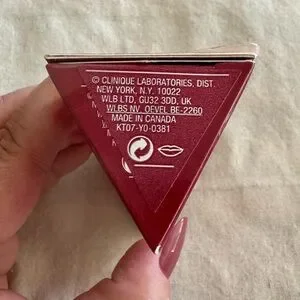 © CLINIQUE LABORATORIES, DIST.
NEW YORK, N.Y. 10022
WLB LTD, GU32 3DD, UK
WLBS NV, OEVEL BE-2260
MADE IN CANADA
KT07-Y0-0381